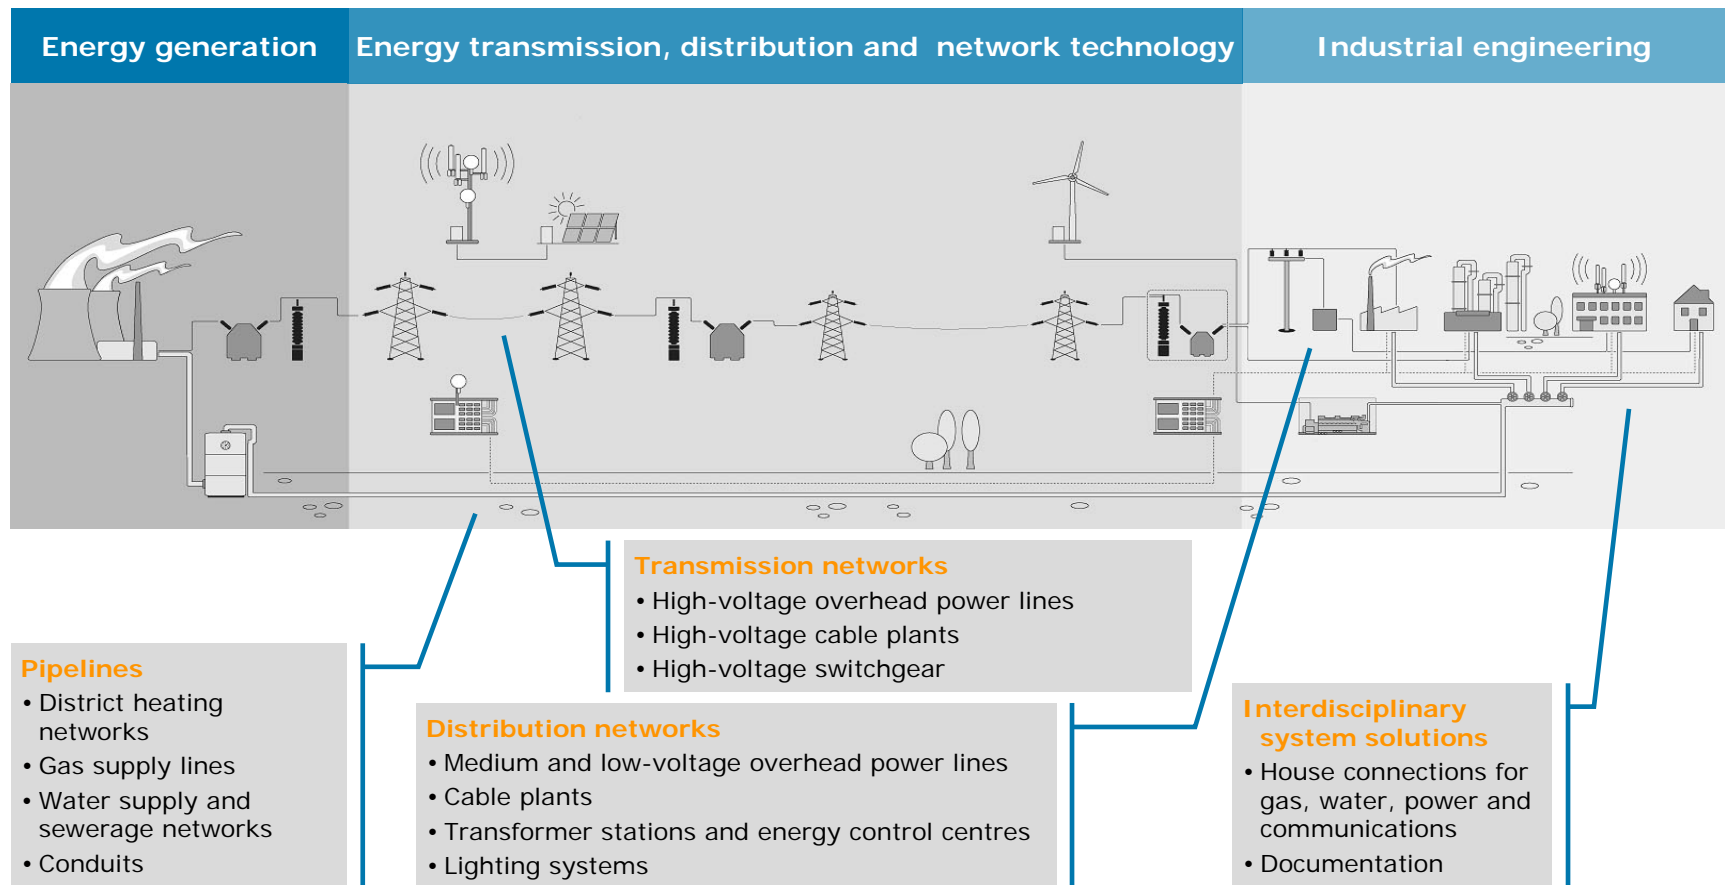 Energy generation
Energy transmission, distribution and network technology
Industrial engineering
Transmission networks
• High-voltage overhead power lines
• High-voltage cable plants
• High-voltage switchgear
Pipelines
• District heating
networks
• Gas supply lines
• Water supply and
sewerage networks
• Conduits
Distribution networks
• Medium and low-voltage overhead power lines
• Cable plants
• Transformer stations and energy control centres
• Lighting systems
Interdisciplinary
system solutions
• House connections for
gas, water, power and
communications
• Documentation